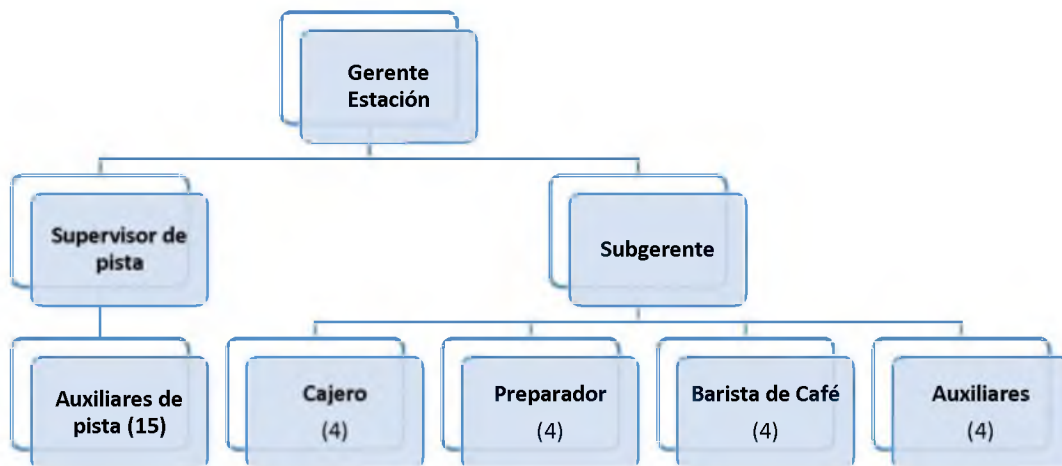 Gerente
Estación
Supervisor de
pista
Subgerente
Auxiliares de
pista (15)
Cajero
(4)
Preparador
(4)
Barista de Café
(4)
Auxiliares
(4)